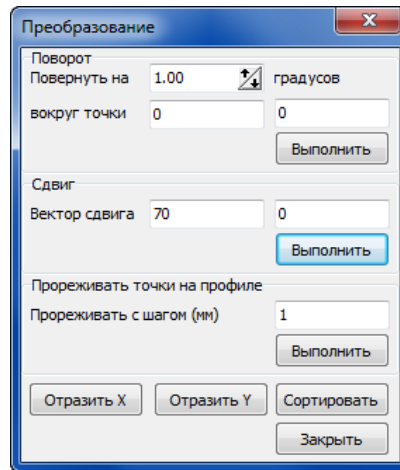 Преобразование
Поворот
Повернуть на 1.00 градусов
вокруг точки 0 0
Выполнить
Сдвиг
Вектор сдвига 70 0
Выполнить
Прореживать точки на профиле
Прореживать с шагом (мм) 1
Выполнить
Отразить X Отразить Y Сортировать
Закрыть